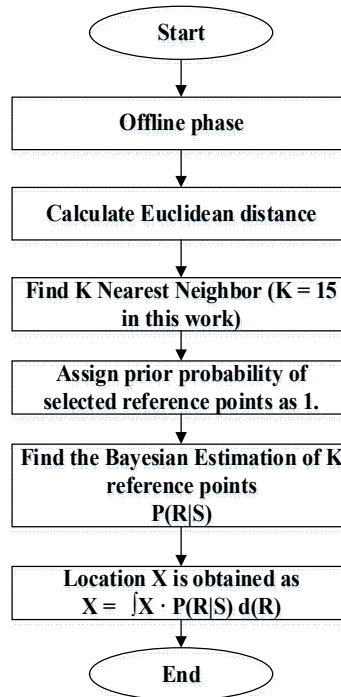 Start
Offline phase
Calculate Euclidean distance
Find K Nearest Neighbor (K = 15
in this work)
Assign prior probability of
selected reference points as 1.
Find the Bayesian Estimation of K
reference points
P(R|S)
Location X is obtained as
X = ∫X · P(R|S) d(R)
End